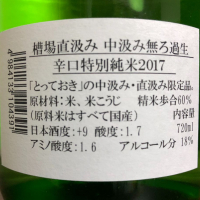 槽場直汲み 中汲み無ろ過生
辛口特別純米2017
「とっておき」の中汲み・直汲み限定品。
原材料：米、米こうじ 精米歩合60%
（原料米はすべて国産） 内容量
日本酒度：+9 酸度：1.7 720ml
アミノ酸度：1.6 アルコール分 18%
4984133110439